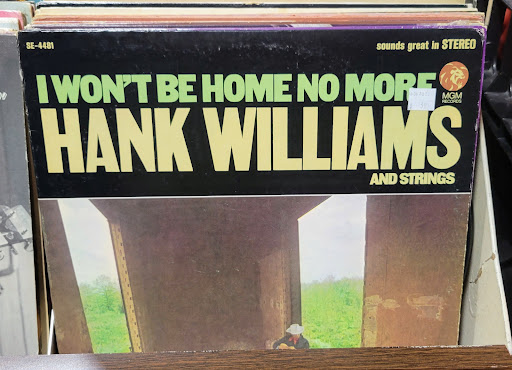 SE-4481
sounds great in STEREO
I WON'T BE HOME NO MORE
MGM
RECORDS
HANK WILLIAMS
AND STRINGS